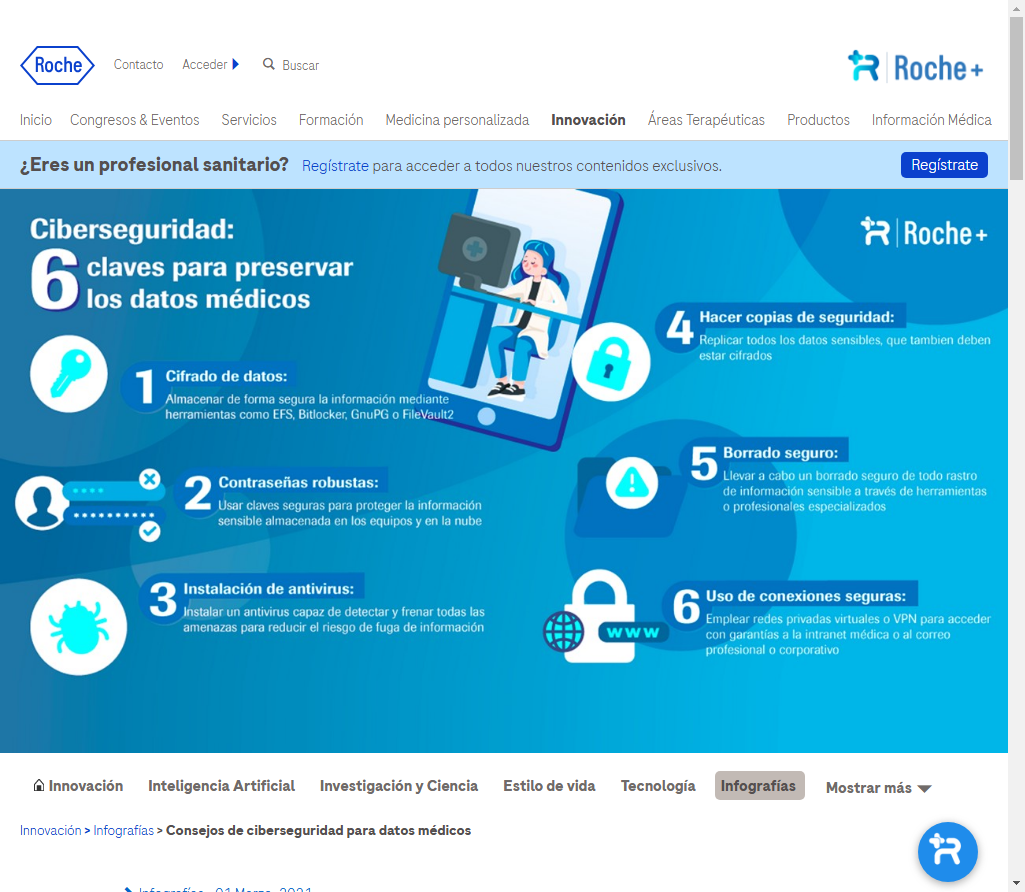 Roche
Contacto
Acceder
Buscar
Roche+
Inicio
Congresos & Eventos
Servicios
Formación
Medicina personalizada
Innovación
Áreas Terapéuticas
Productos
Información Médica
¿Eres un profesional sanitario?
Regístrate para acceder a todos nuestros contenidos exclusivos.
Regístrate
Ciberseguridad:
6 claves para preservar
los datos médicos
Roche+
1 Cifrado de datos:
Almacenar de forma segura la información mediante
herramientas como EFS, Bitlocker, GnuPG o FileVault2
2 Contraseñas robustas:
Usar claves seguras para proteger la información
sensible almacenada en los equipos y en la nube
3 Instalación de antivirus:
Instalar un antivirus capaz de detectar y frenar todas las
amenazas para reducir el riesgo de fuga de información
4 Hacer copias de seguridad:
Replicar todos los datos sensibles, que tambien deben
estar cifrados
5 Borrado seguro:
Llevar a cabo un borrado seguro de todo rastro
de información sensible a través de herramientas
o profesionales especializados
www
6 Uso de conexiones seguras:
Emplear redes privadas virtuales o VPN para acceder
con garantías a la intranet médica o al correo
profesional o corporativo
Innovación
Inteligencia Artificial
Investigación y Ciencia
Estilo de vida
Tecnología
Infografías
Mostrar más
Innovación > Infografías > Consejos de ciberseguridad para datos médicos
Infografías - 01 Marzo, 2021